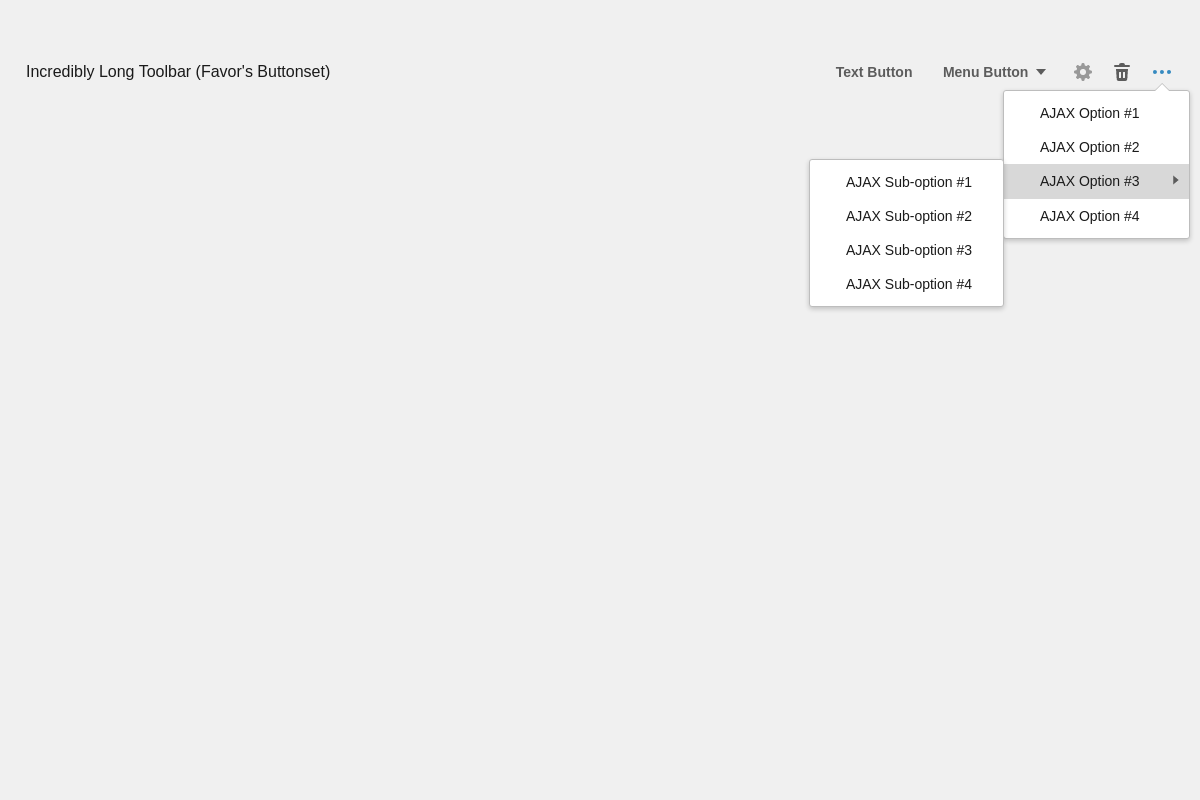 Incredibly Long Toolbar (Favor's Buttonset)
Text Button
Menu Button
AJAX Option #1
AJAX Option #2
AJAX Option #3
AJAX Option #4
AJAX Sub-option #1
AJAX Sub-option #2
AJAX Sub-option #3
AJAX Sub-option #4